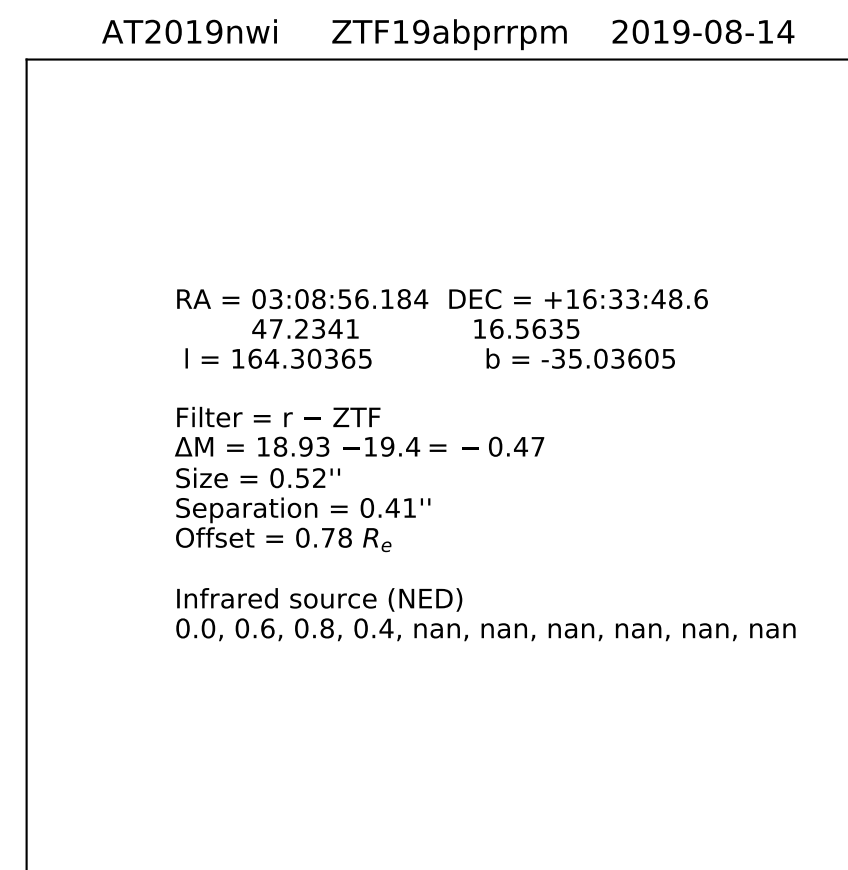 AT2019nwi ZTF19abprrpm 2019-08-14
RA = 03:08:56.184 DEC = +16:33:48.6
47.2341 16.5635
l = 164.30365 b = -35.03605
Filter = r − ZTF
ΔM = 18.93 −19.4 = − 0.47
Size = 0.52''
Separation = 0.41''
Offset = 0.78 Re
Infrared source (NED)
0.0, 0.6, 0.8, 0.4, nan, nan, nan, nan, nan, nan